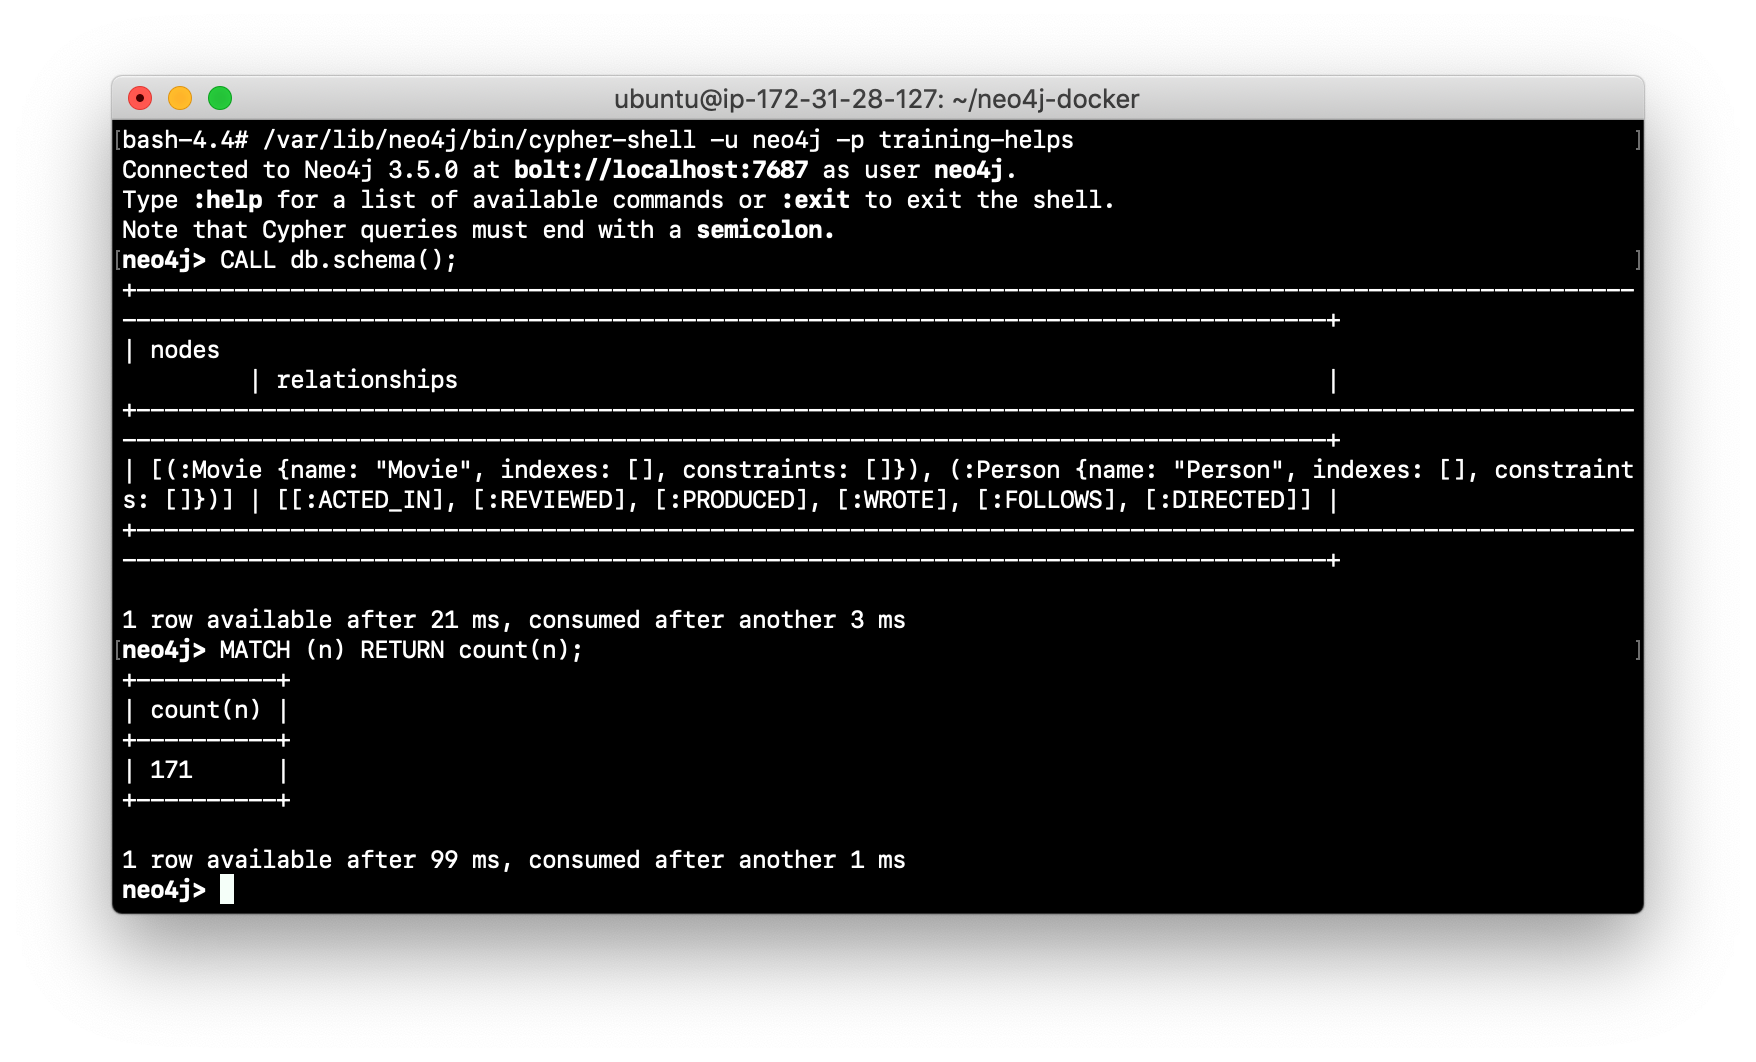 ubuntu@ip-172-31-28-127: ~/neo4j-docker
[bash-4.4# /var/lib/neo4j/bin/cypher-shell -u neo4j -p training-helps ]
Connected to Neo4j 3.5.0 at bolt://localhost:7687 as user neo4j.
Type :help for a list of available commands or :exit to exit the shell.
Note that Cypher queries must end with a semicolon.
[neo4j> CALL db.schema(); ]
+-----------------------------------------------------------------------------------------------------------
--------------------------------------------------------------------------------------+
| nodes
         | relationships                                                              |
+-----------------------------------------------------------------------------------------------------------
--------------------------------------------------------------------------------------+
| [(:Movie {name: "Movie", indexes: [], constraints: []}), (:Person {name: "Person", indexes: [], constraint
s: []})] | [[:ACTED_IN], [:REVIEWED], [:PRODUCED], [:WROTE], [:FOLLOWS], [:DIRECTED]] |
+-----------------------------------------------------------------------------------------------------------
--------------------------------------------------------------------------------------+
1 row available after 21 ms, consumed after another 3 ms
[neo4j> MATCH (n) RETURN count(n); ]
+----------+
| count(n) |
+----------+
| 171      |
+----------+
1 row available after 99 ms, consumed after another 1 ms
neo4j>